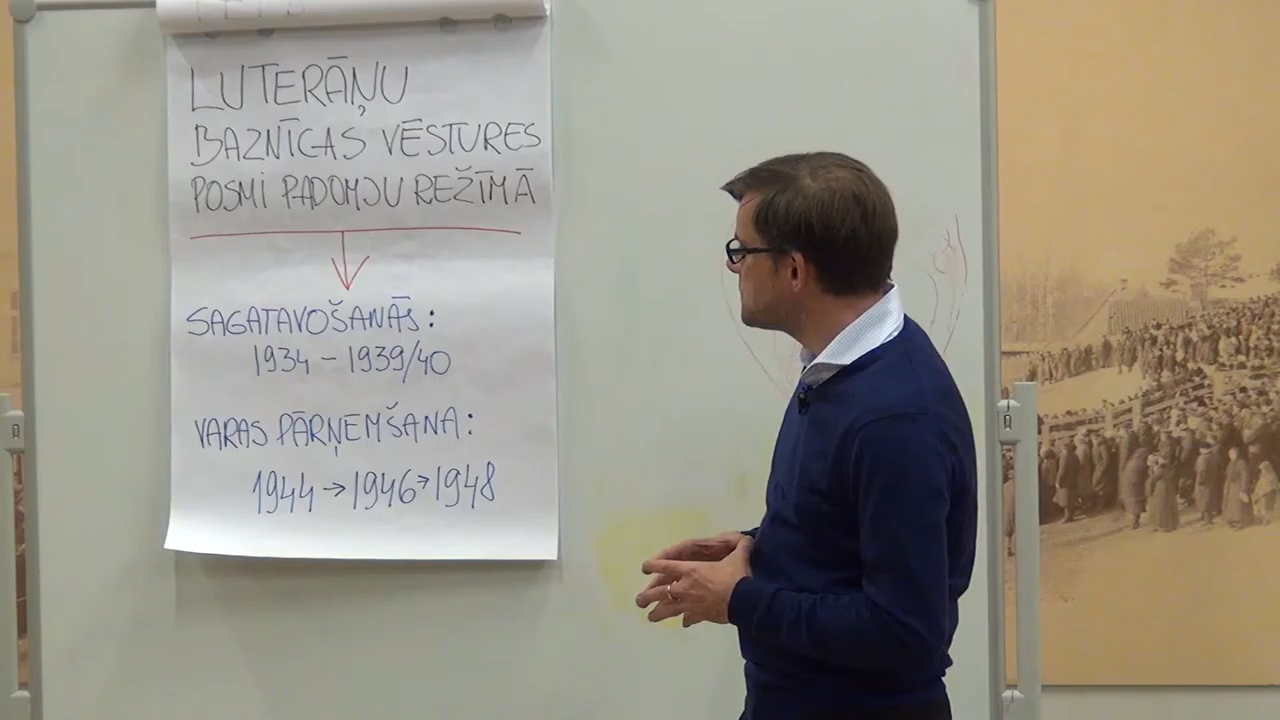 LUTERĀŅU
BAZNĪCAS VĒSTURES
POSMI PADOMJU REŽĪMĀ
SAGATAVOŠANĀS:
1934 – 1939/40
VARAS PĀRŅEMŠANA:
1944 → 1946 → 1948